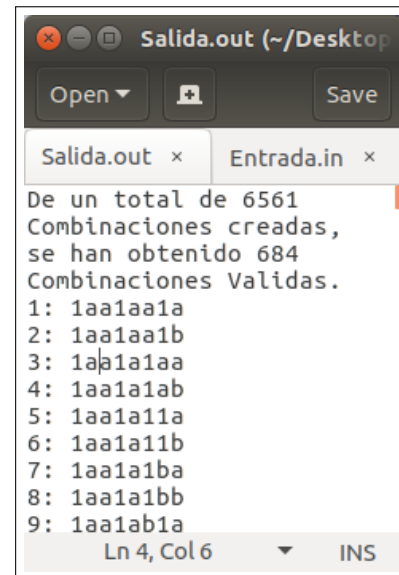 Salida.out (~/Desktop
Open
Save
Salida.out × Entrada.in ×
De un total de 6561
Combinaciones creadas,
se han obtenido 684
Combinaciones Validas.
1: 1aa1aa1a
2: 1aa1aa1b
3: 1aa1a1aa
4: 1aa1a1ab
5: 1aa1a11a
6: 1aa1a11b
7: 1aa1a1ba
8: 1aa1a1bb
9: 1aa1ab1a
Ln 4, Col 6 INS